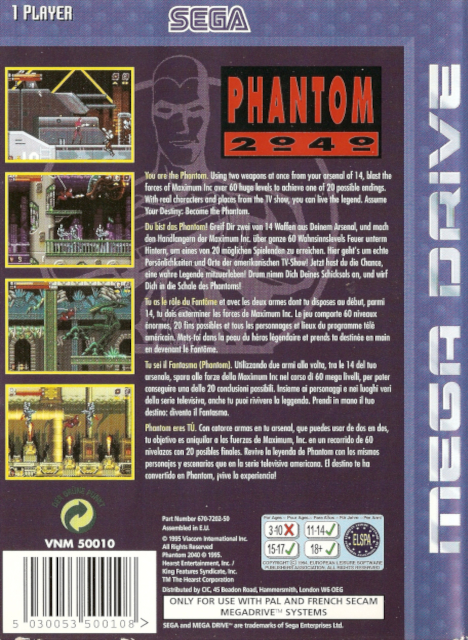 1 PLAYER
SEGA
PHANTOM
2040
MEGA DRIVE
You are the Phantom. Using two weapons at once from your arsenal of 14, blast the
forces of Maximum Inc over 60 huge levels to achieve one of 20 possible endings.
With real characters and places from the TV show, you can live the legend. Assume
Your Destiny: Become the Phantom.
Du bist das Phantom! Greif Dir zwei von 14 Waffen aus Deinem Arsenal, und mach
den Handlangern der Maximum Inc. über ganze 60 Wahnsinnslevels Feuer unterm
Hintern, um eines von 20 möglichen Spielenden zu erreichen. Hier geht's um echte
Persönlichkeiten und Orte der amerikanischen TV-Show! Jetzt hast du die Chance,
eine wahre Legende mitzuerleben! Drum nimm Dich Deines Schicksals an, und wirf
Dich in die Schale des Phantoms!
Tu as le rôle du Fantôme et avec les deux armes dont tu disposes au début, parmi
14, tu dois exterminer les forces de Maximum Inc. Le jeu comporte 60 niveaux
énormes, 20 fins possibles et tous les personnages et lieux du programme télé
américain. Mets-toi dans la peau du héros légendaire et prends ta destinée en main
en devenant le Fantôme.
Tu sei il Fantasma (Phantom). Utilizzando due armi alla volta, tra le 14 del tuo
arsenale, spara alle forze della Maximum Inc nel corso di 60 mega livelli, per poter
conseguire una delle 20 conclusioni possibili. Insieme ai personaggi e nei luoghi veri
della serie televisiva, anche tu puoi rivivere la leggenda. Prendi in mano il tuo
destino: diventa il Fantasma.
Phantom eres TÚ. Con catorce armas en tu arsenal, que puedes user de dos en dos,
tu objetivo es aniquilar a las fuerzas de Maximum, Inc. en un recorrido de 60
nivelazos con 20 posibles finales. Revive la leyenda de Phantom con los mismos
personajes y escenarios que en la serie televisiva americana. El destino te ha
convertido en Phantom, ¡vive la experiencia!
VNM 50010
Part Number 670-7202-50
Assembled in E.U.
© 1995 Viacom International Inc.
All Rights Reserved
Phantom 2040 © 1995.
Hearst Entertainment, Inc. /
King Features Syndicate, Inc.
TM The Hearst Corporation
3-10
11-14
15-17
18+
ELSPA
Distributed by CIC, 45 Beadon Road, Hammersmith, London W6 OEG
ONLY FOR USE WITH PAL AND FRENCH SECAM
MEGADRIVE™ SYSTEMS
SEGA and MEGA DRIVE™ are trademarks of Sega Enterprises Ltd.
5 030053 500108 >